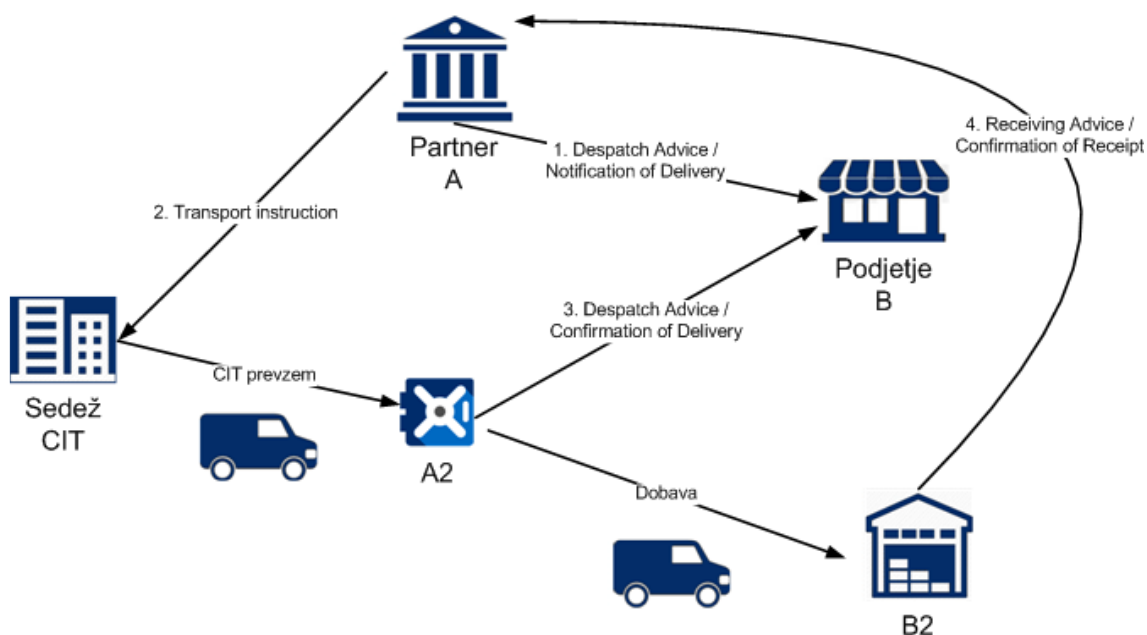 Partner
A
1. Despatch Advice /
Notification of Delivery
4. Receiving Advice /
Confirmation of Receipt
2. Transport instruction
Podjetje
B
3. Despatch Advice /
Confirmation of Delivery
CIT prevzem
Sedež
CIT
A2
Dobava
B2